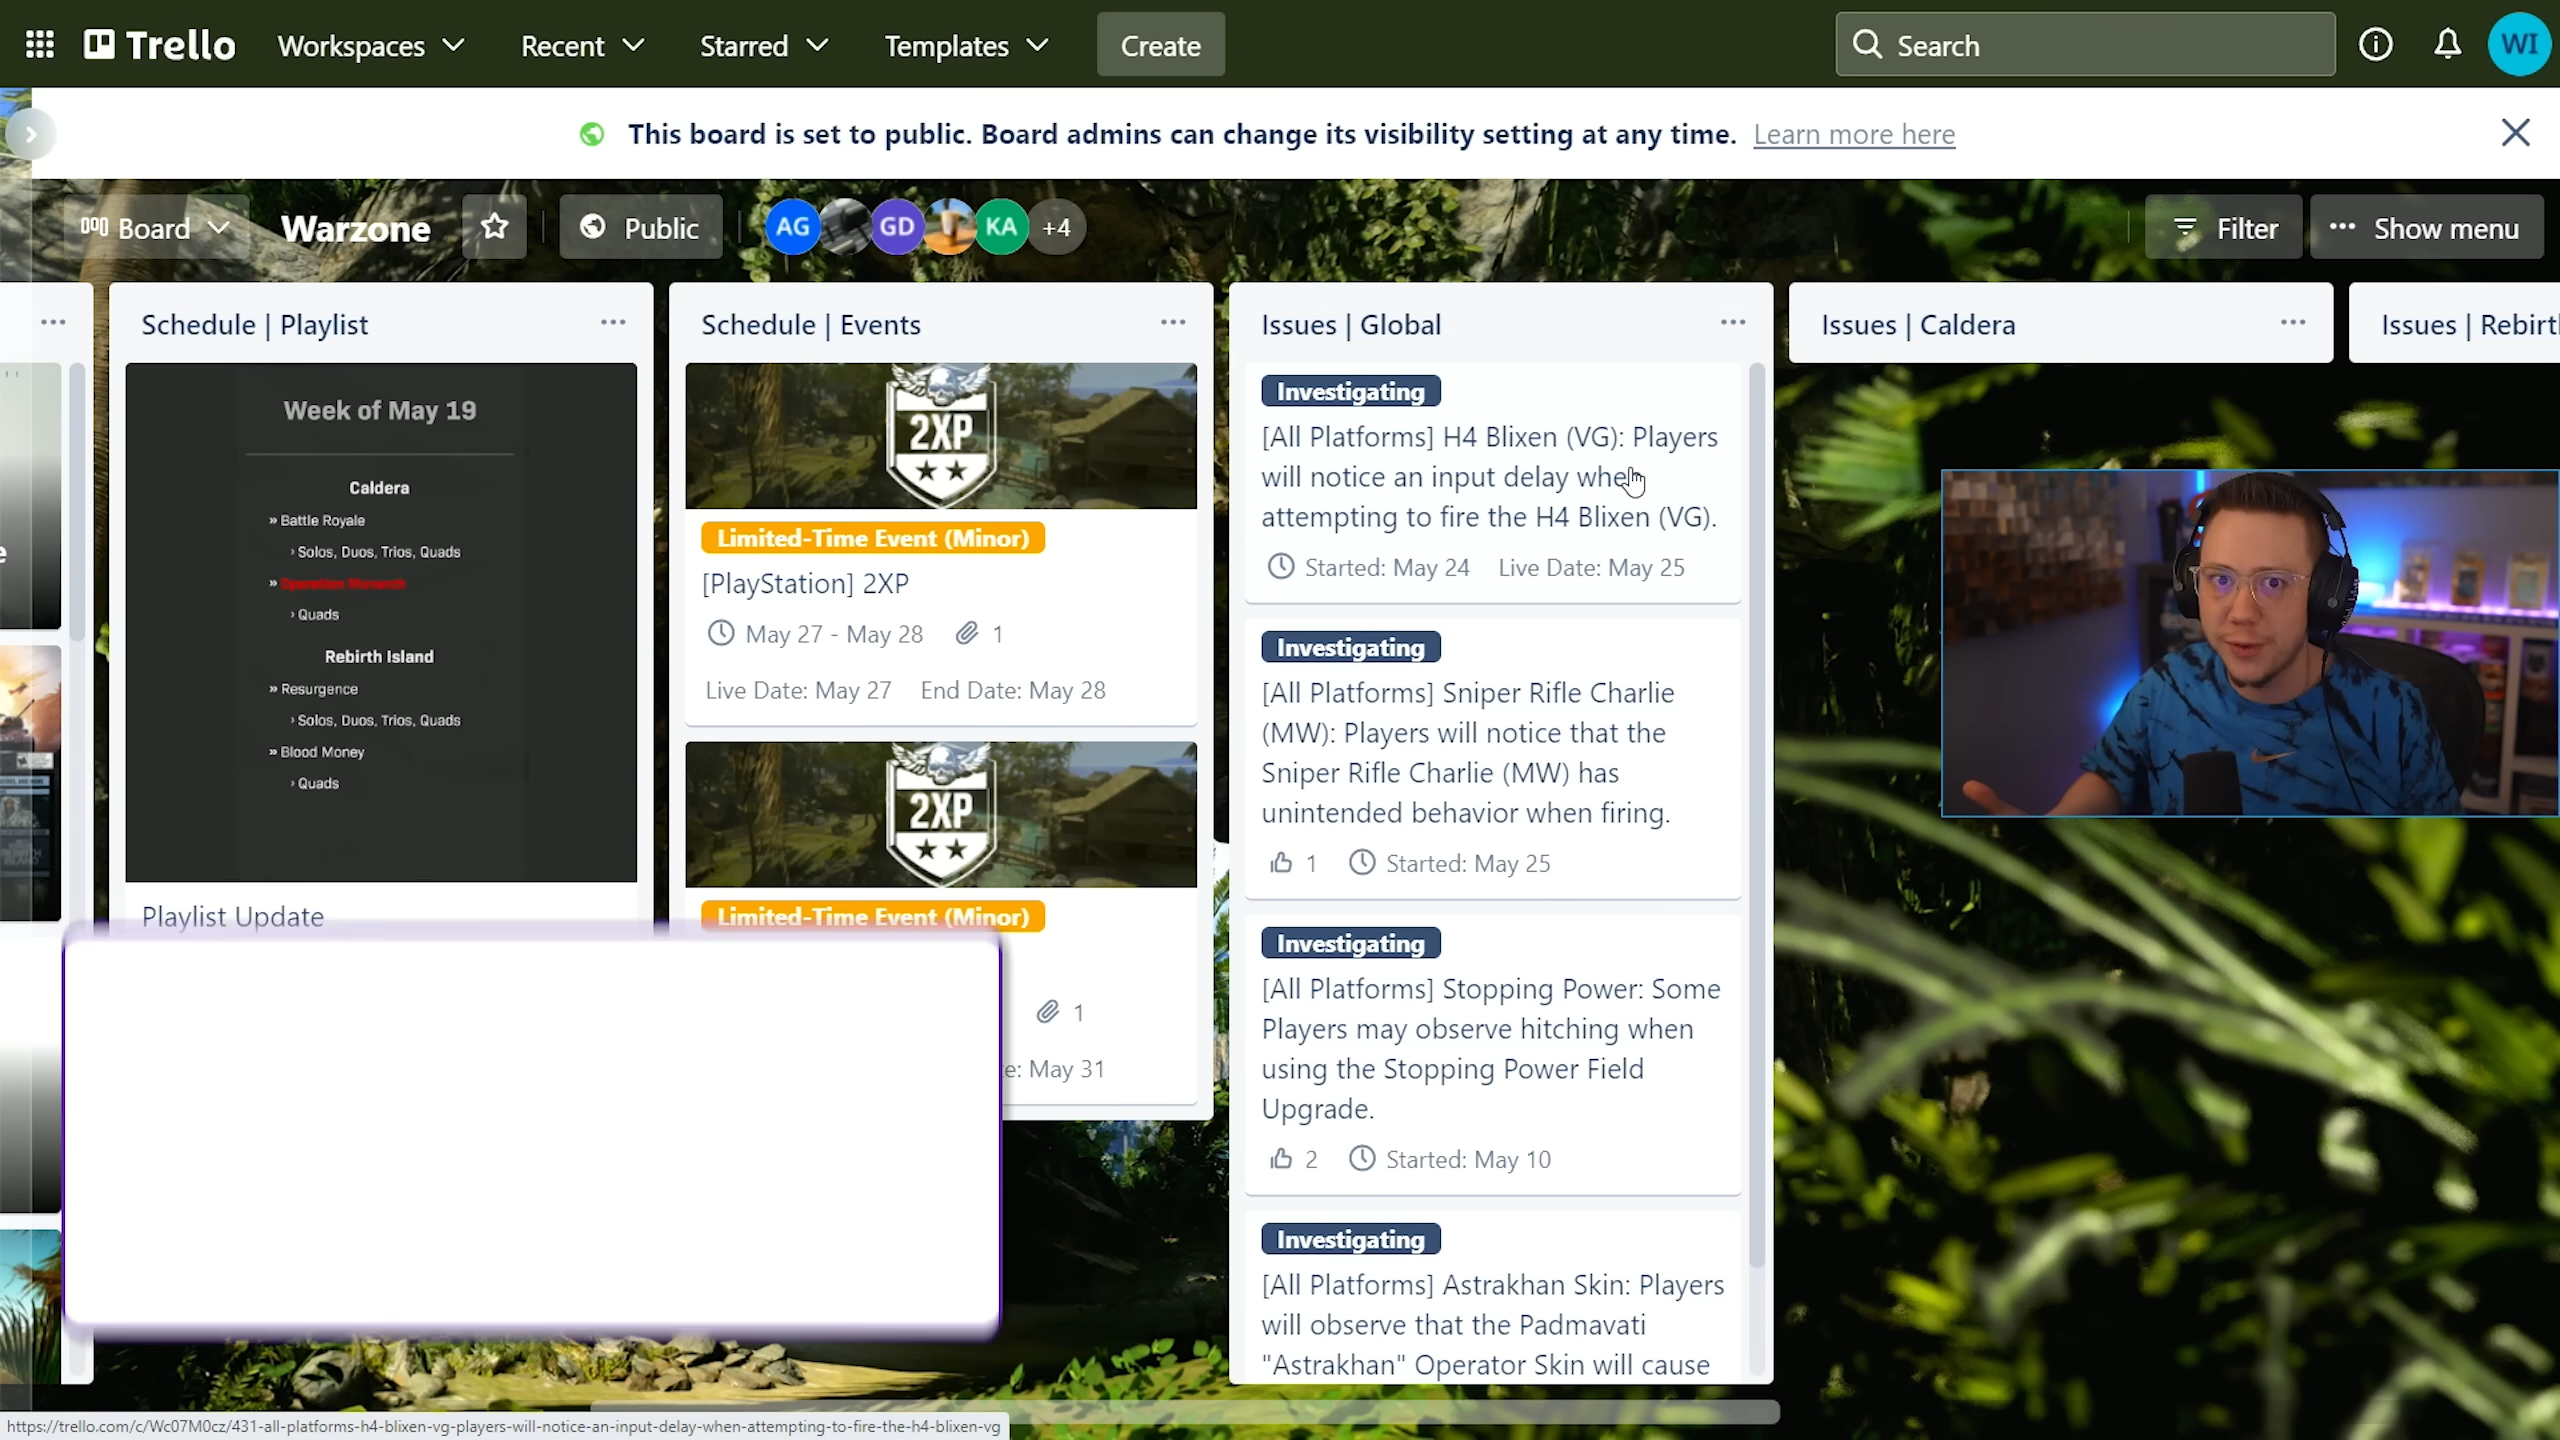 Trello
Workspaces
Recent
Starred
Templates
Create
Search
WI
This board is set to public. Board admins can change its visibility setting at any time. Learn more here
Board
Warzone
Public
AG
GD
KA
+4
Filter
Show menu
Schedule | Playlist
Week of May 19
Caldera
» Battle Royale
› Solos, Duos, Trios, Quads
» Operation Monarch
› Quads
Rebirth Island
» Resurgence
› Solos, Duos, Trios, Quads
» Blood Money
› Quads
Playlist Update
Schedule | Events
2XP
Limited-Time Event (Minor)
[PlayStation] 2XP
May 27 - May 28
1
Live Date: May 27 End Date: May 28
2XP
Limited-Time Event (Minor)
1
e: May 31
Issues | Global
Investigating
[All Platforms] H4 Blixen (VG): Players
will notice an input delay when
attempting to fire the H4 Blixen (VG).
Started: May 24 Live Date: May 25
Investigating
[All Platforms] Sniper Rifle Charlie
(MW): Players will notice that the
Sniper Rifle Charlie (MW) has
unintended behavior when firing.
1 Started: May 25
Investigating
[All Platforms] Stopping Power: Some
Players may observe hitching when
using the Stopping Power Field
Upgrade.
2 Started: May 10
Investigating
[All Platforms] Astrakhan Skin: Players
will observe that the Padmavati
"Astrakhan" Operator Skin will cause
Issues | Caldera
Issues | Rebirt
https://trello.com/c/Wc07M0cz/431-all-platforms-h4-blixen-vg-players-will-notice-an-input-delay-when-attempting-to-fire-the-h4-blixen-vg